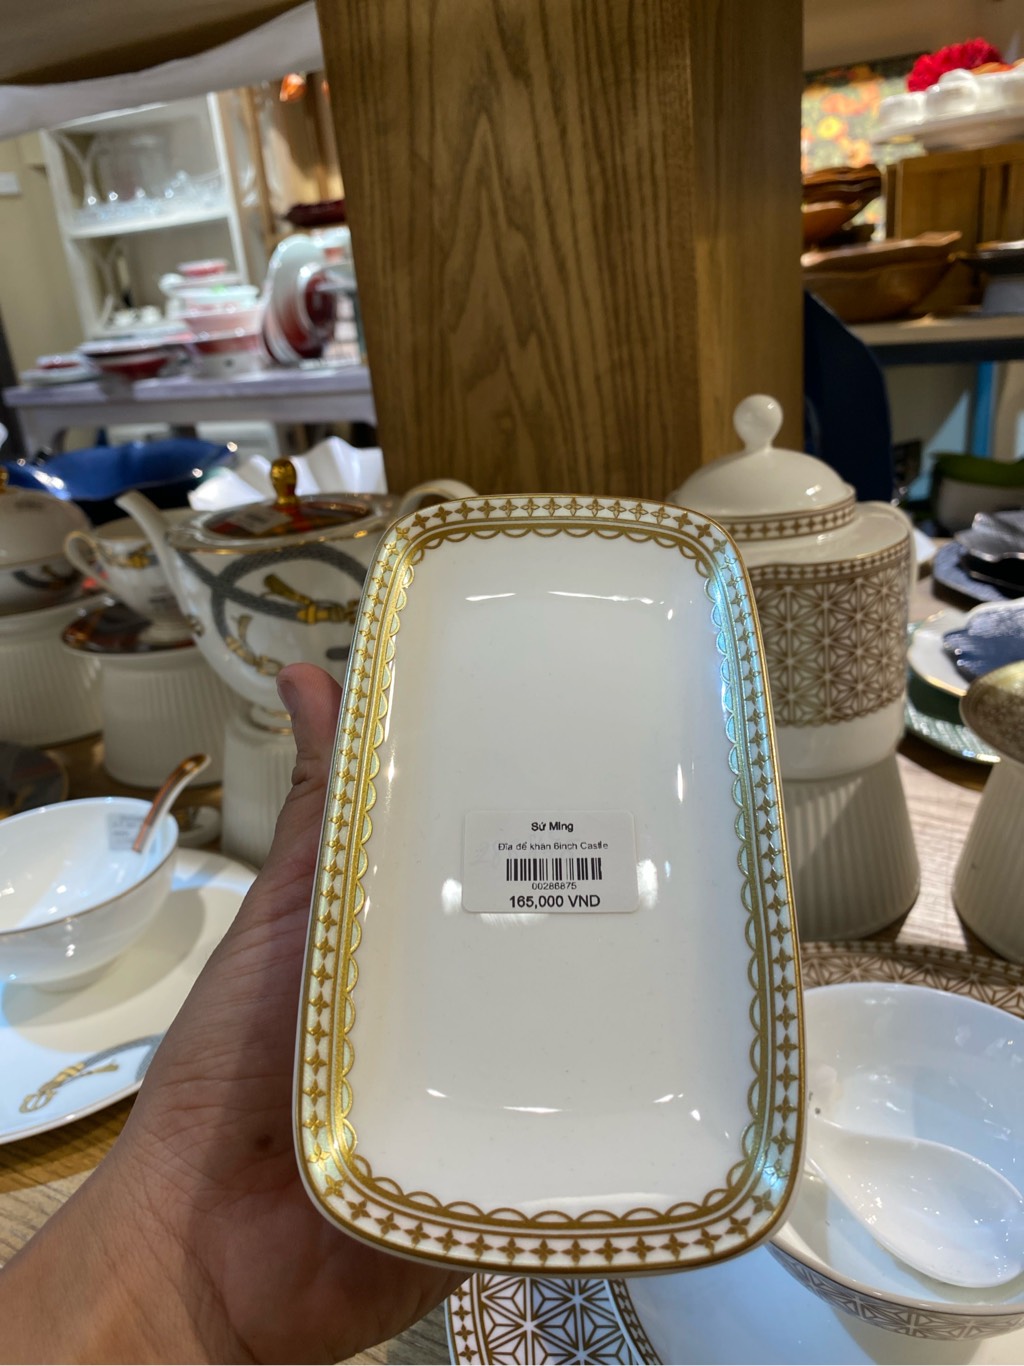 Sứ Ming
Đĩa để khăn 6inch Castle
00286875
165,000 VND